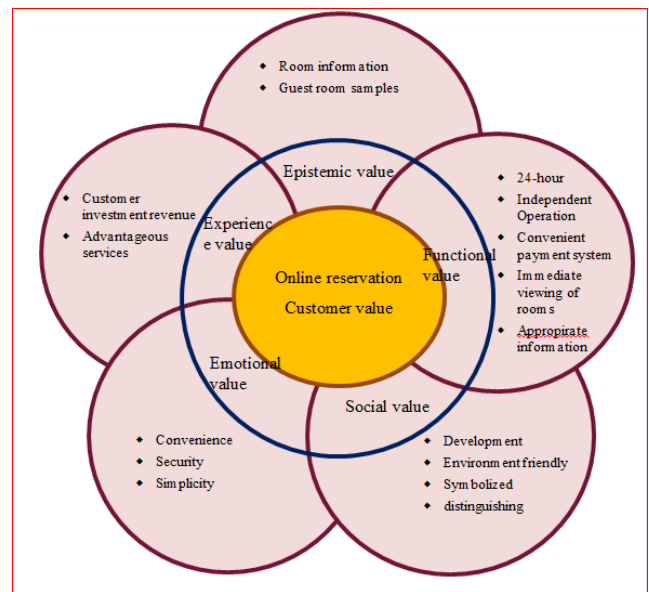 Room information
Guest room samples
Epistemic value
Customer
investment revenue
Advantageous
services
Experienc
e value
24-hour
Independent
Operation
Convenient
payment system
Immediate
viewing of
rooms
Appropirate
information
Functional
value
Online reservation
Customer value
Emotional
value
Social value
Convenience
Security
Simplicity
Development
Environment friendly
Symbolized
distinguishing